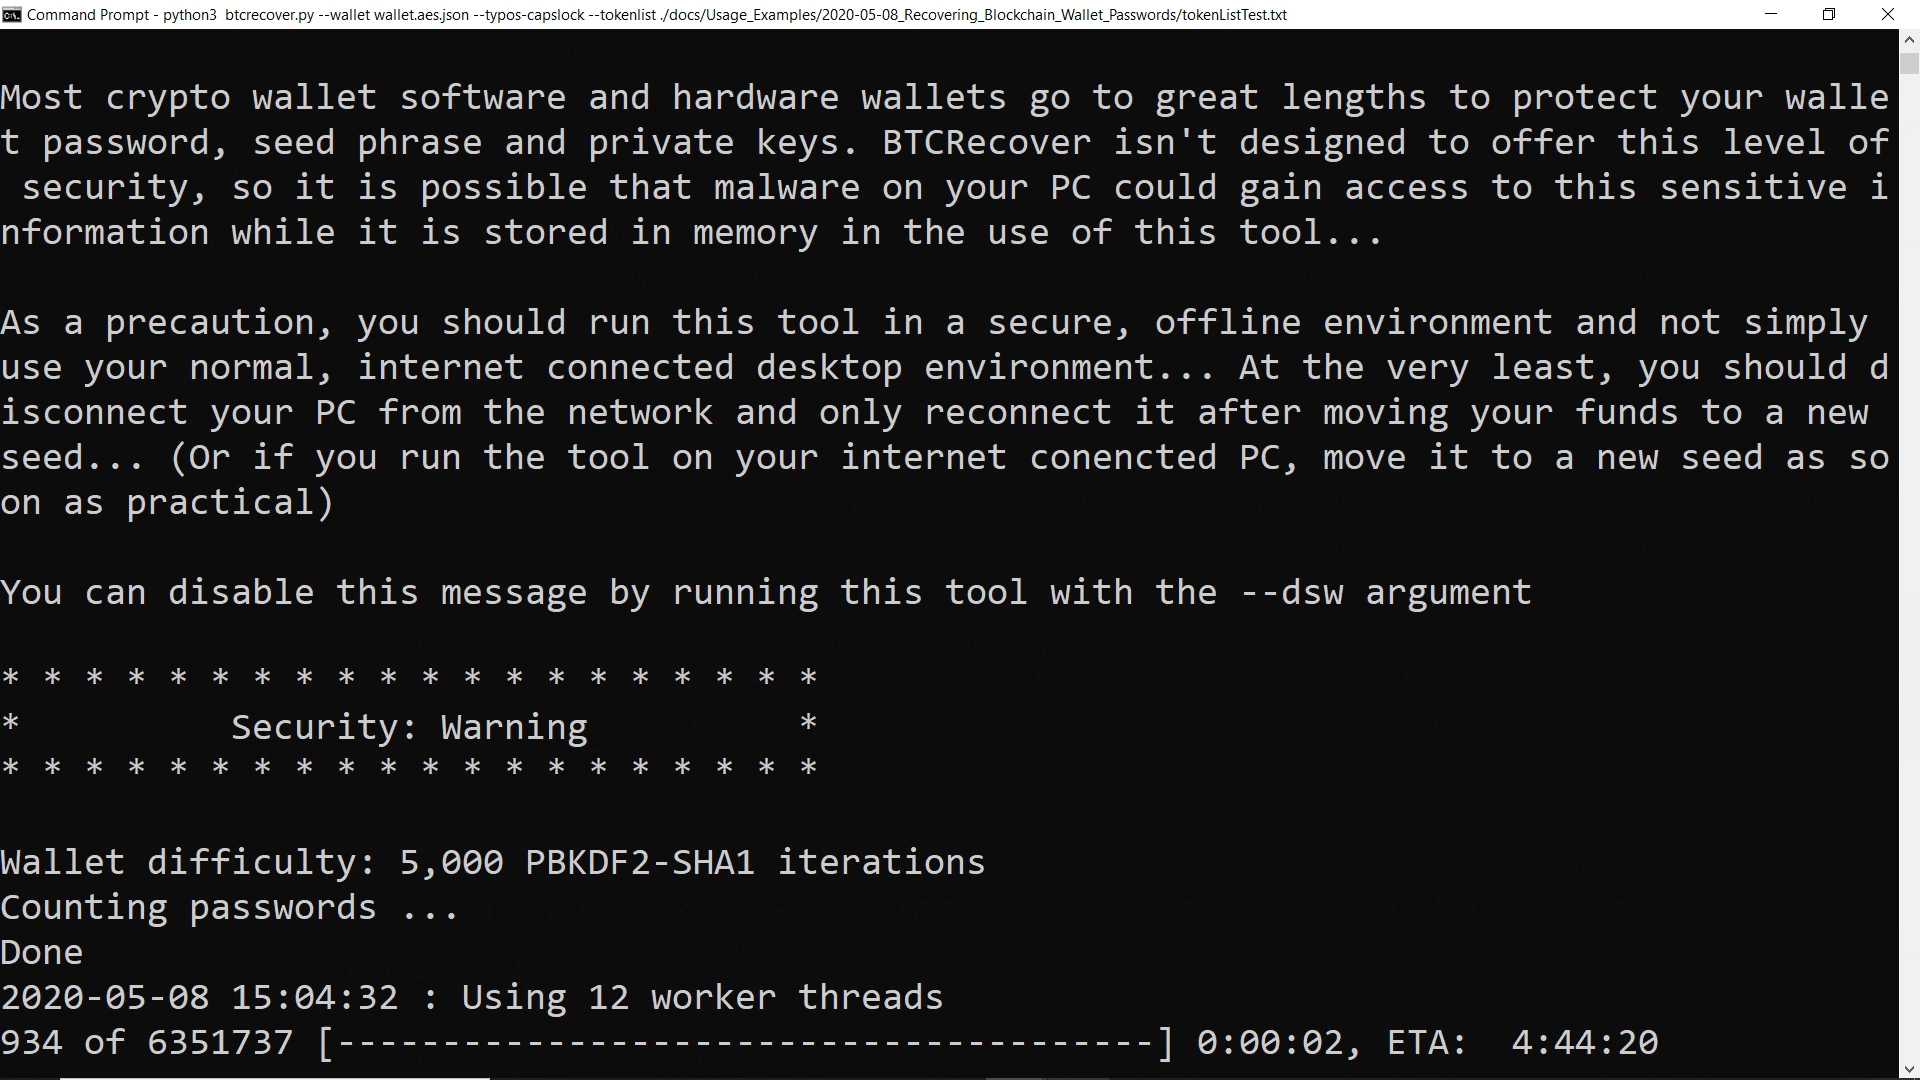 Command Prompt - python3  btcrecover.py --wallet wallet.aes.json --typos-capslock --tokenlist ./docs/Usage_Examples/2020-05-08_Recovering_Blockchain_Wallet_Passwords/tokenListTest.txt
Most crypto wallet software and hardware wallets go to great lengths to protect your walle
t password, seed phrase and private keys. BTCRecover isn't designed to offer this level of
 security, so it is possible that malware on your PC could gain access to this sensitive i
nformation while it is stored in memory in the use of this tool...
As a precaution, you should run this tool in a secure, offline environment and not simply
use your normal, internet connected desktop environment... At the very least, you should d
isconnect your PC from the network and only reconnect it after moving your funds to a new
seed... (Or if you run the tool on your internet conencted PC, move it to a new seed as so
on as practical)
You can disable this message by running this tool with the --dsw argument
* * * * * * * * * * * * * * * * * * * *
*          Security: Warning          *
* * * * * * * * * * * * * * * * * * * *
Wallet difficulty: 5,000 PBKDF2-SHA1 iterations
Counting passwords ...
Done
2020-05-08 15:04:32 : Using 12 worker threads
934 of 6351737 [---------------------------------------] 0:00:02, ETA:  4:44:20